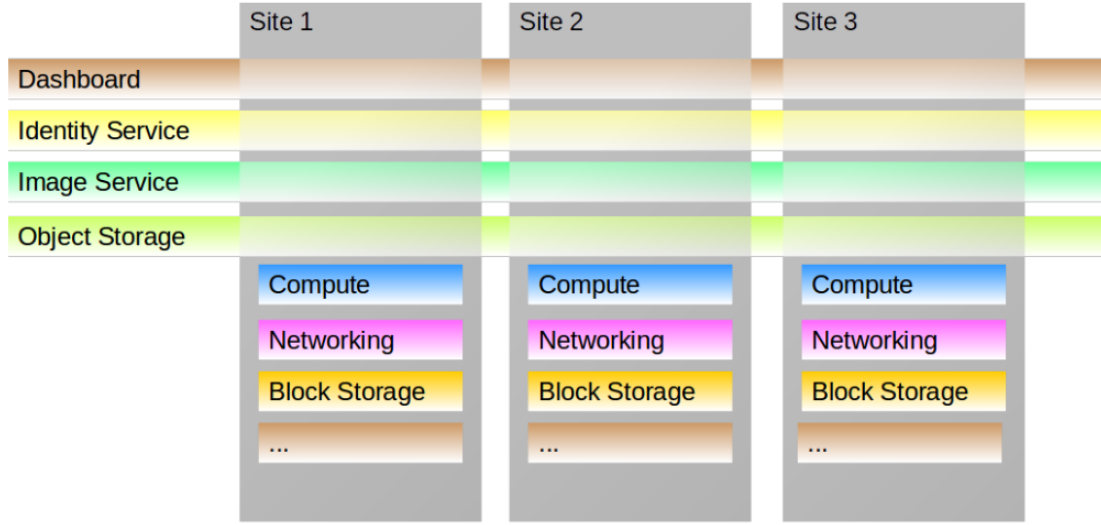 Site 1
Site 2
Site 3
Dashboard
Identity Service
Image Service
Object Storage
Compute
Compute
Compute
Networking
Networking
Networking
Block Storage
Block Storage
Block Storage
...
...
...